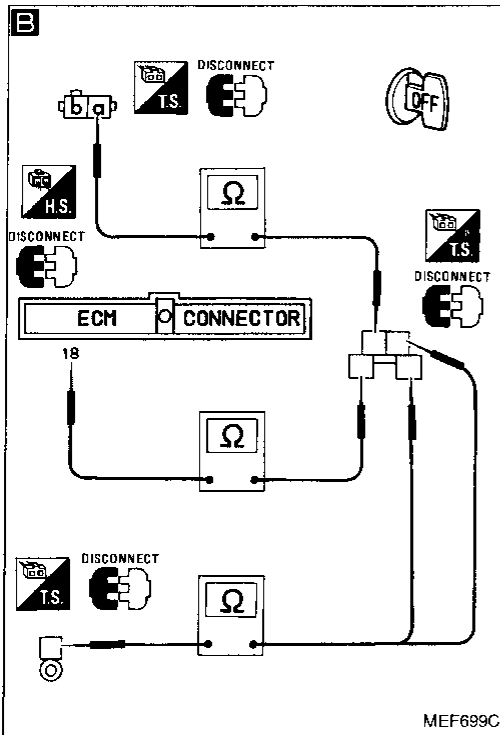 B
DISCONNECT
T.S.
b a
OFF
Ω
H.S.
DISCONNECT
T.S.
DISCONNECT
ECM CONNECTOR
18
Ω
DISCONNECT
T.S.
Ω
MEF699C